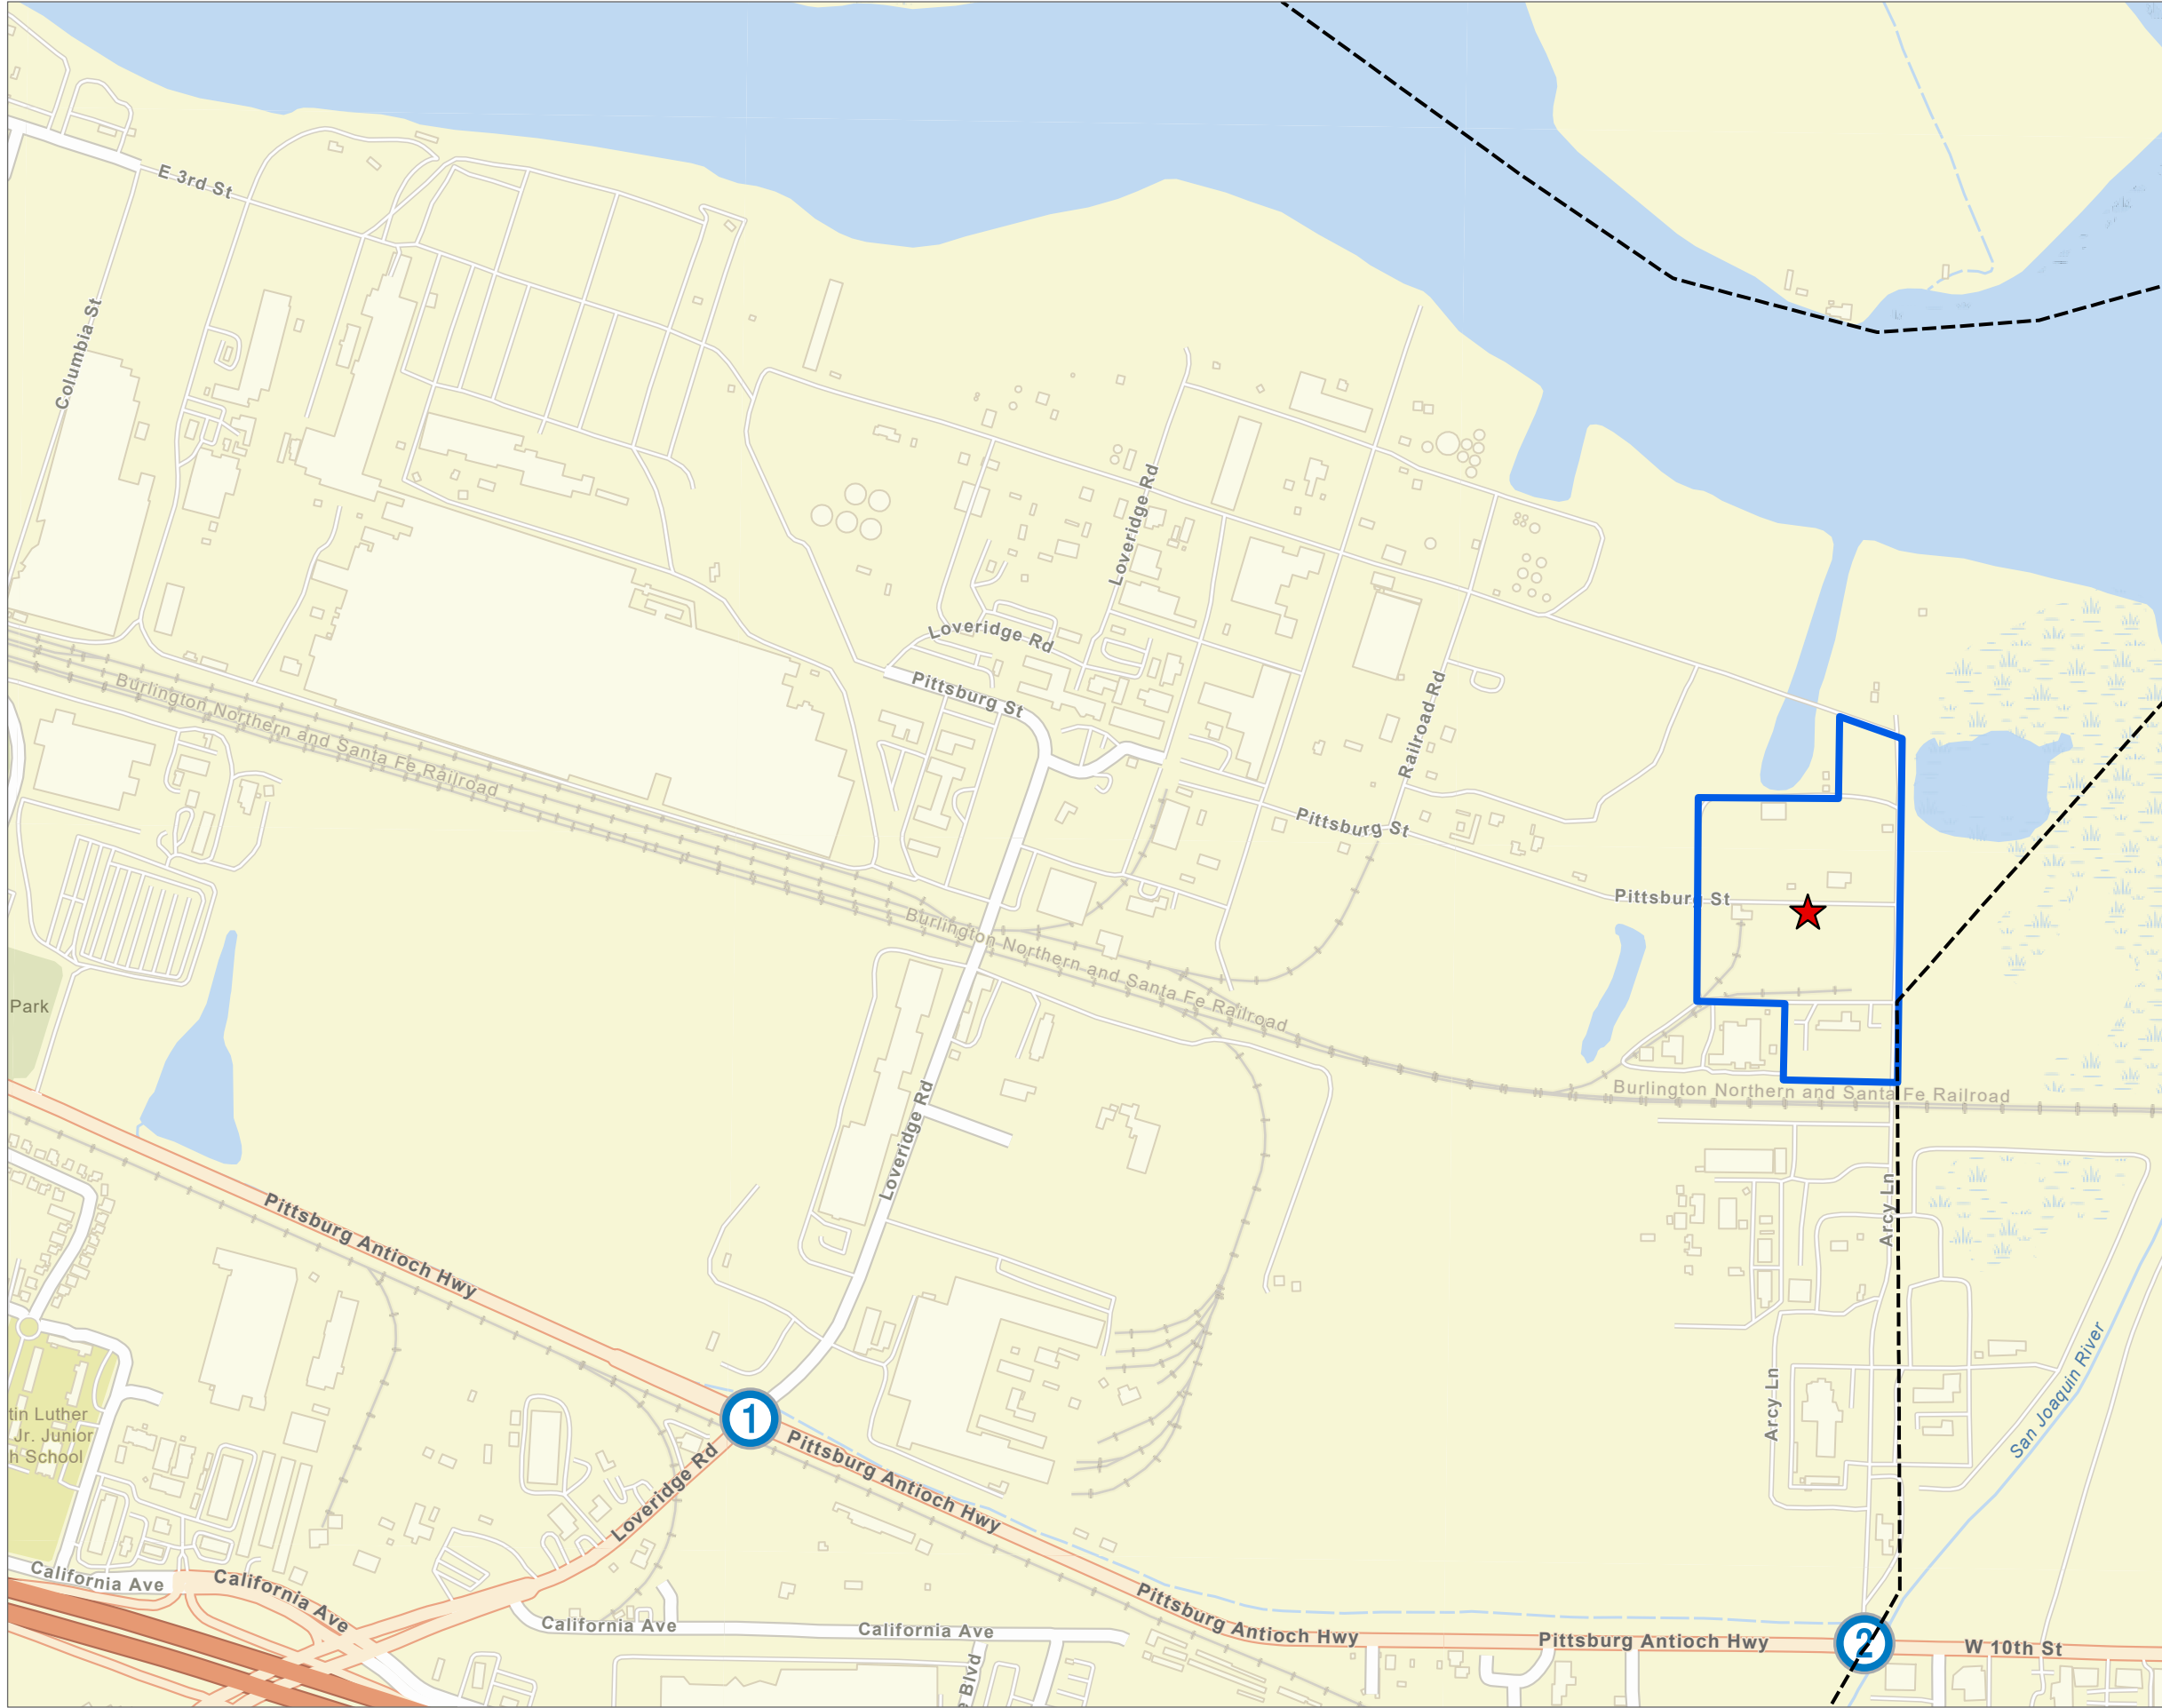 E 3rd St
Columbia St
Loveridge Rd
Loveridge Rd
Pittsburg St
Burlington Northern and Santa Fe Railroad
Railroad Rd
Pittsburg St
Pittsburg St
Burlington Northern and Santa Fe Railroad
Park
Burlington Northern and Santa Fe Railroad
Loveridge Rd
Pittsburg Antioch Hwy
Arcy Ln
San Joaquin River
Arcy Ln
tin Luther
Jr. Junior
h School
1
Pittsburg Antioch Hwy
Loveridge Rd
California Ave
California Ave
Pittsburg Antioch Hwy
California Ave
California Ave
Pittsburg Antioch Hwy
2
W 10th St
e Blvd